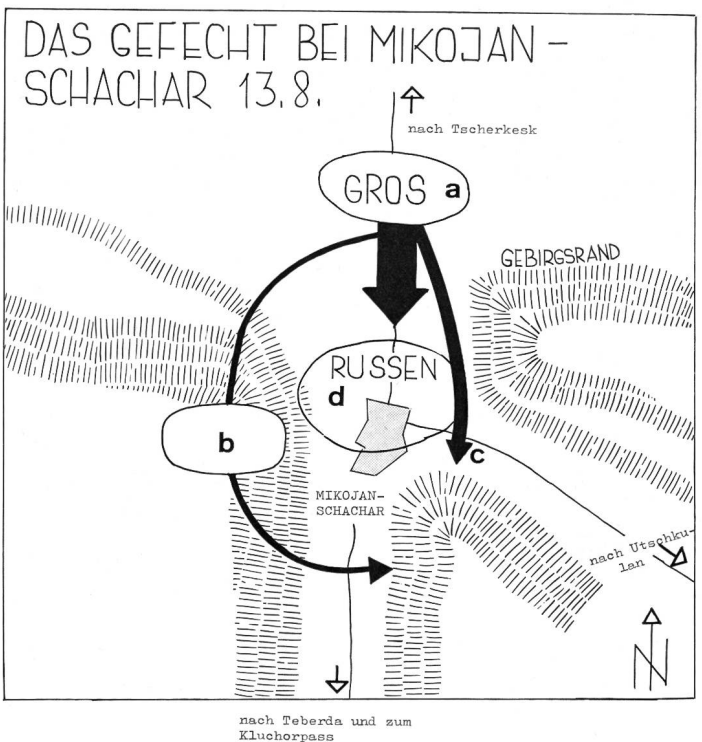 DAS GEFECHT BEI MIKOJAN-
SCHACHAR 13.8.
nach Tscherkesk
GROS a
GEBIRGSRAND
RUSSEN
d
b
c
MIKOJAN-
SCHACHAR
nach Utschku-
lan
N
nach Teberda und zum
Kluchorpass